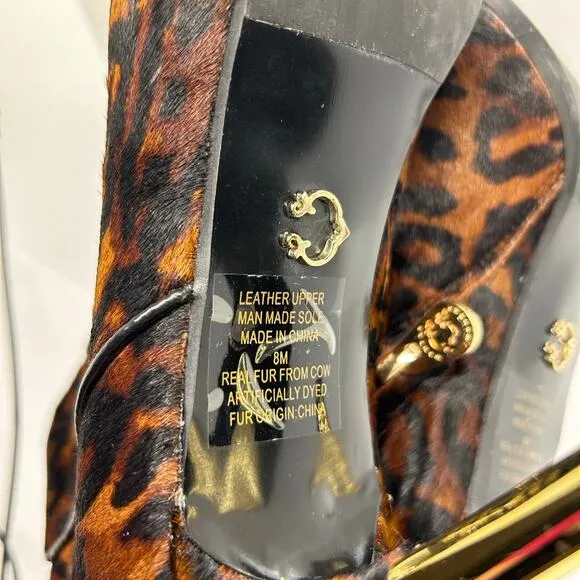 LEATHER UPPER
MAN MADE SOLE
MADE IN CHINA
8M
REAL FUR FROM COW
ARTIFICIALLY DYED
FUR ORIGIN:CHINA